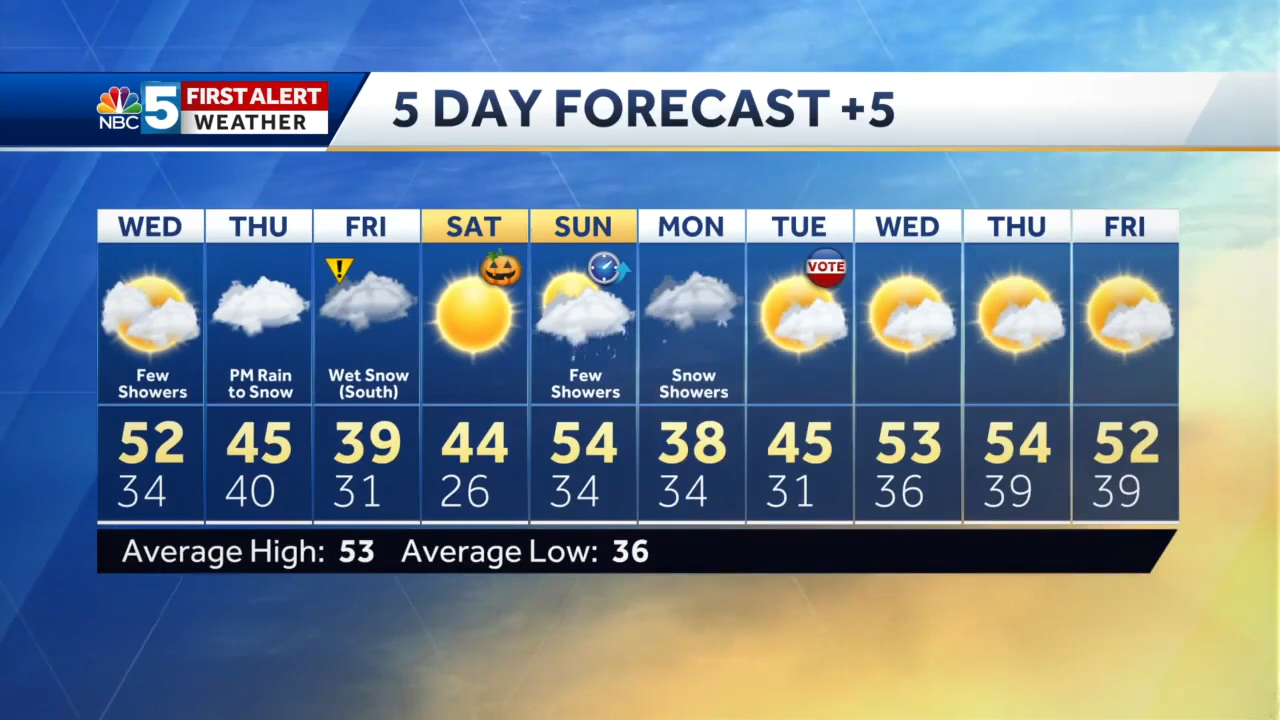 NBC 5 FIRST ALERT
WEATHER
5 DAY FORECAST +5
WED THU FRI SAT SUN MON TUE WED THU FRI
!
VOTE
Few
Showers
PM Rain
to Snow
Wet Snow
(South)
Few
Showers
Snow
Showers
52 45 39 44 54 38 45 53 54 52
34 40 31 26 34 34 31 36 39 39
Average High: 53 Average Low: 36